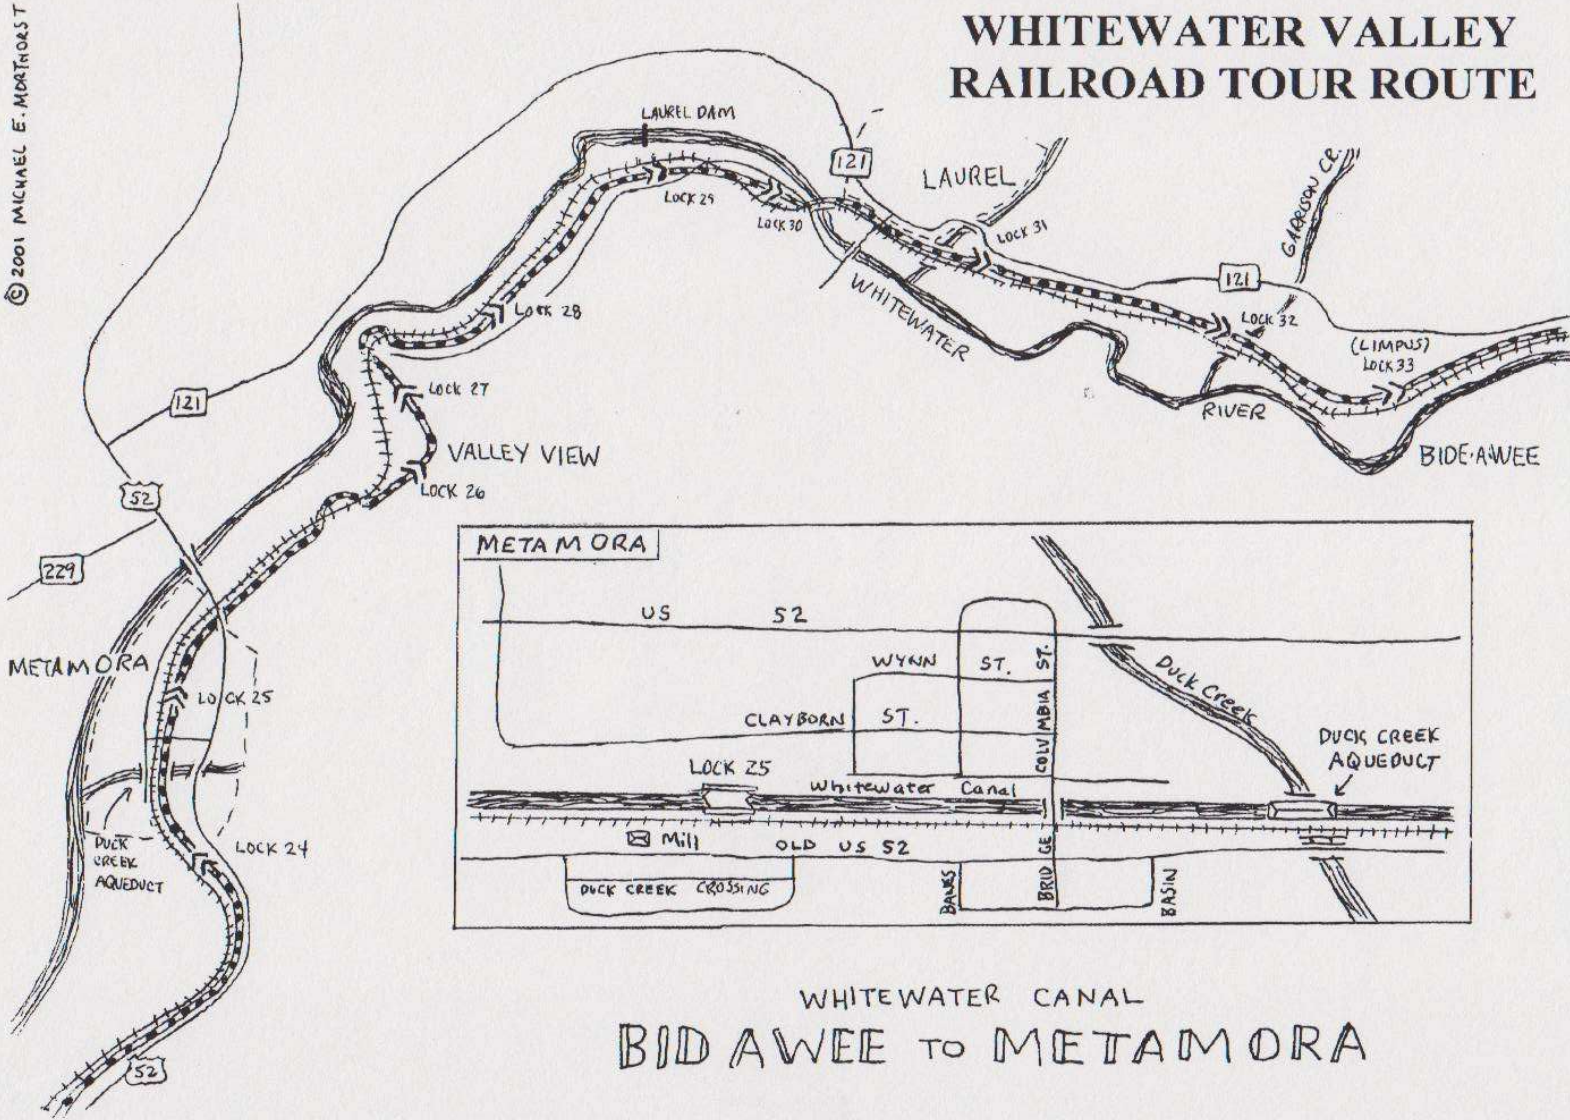 WHITEWATER VALLEY
RAILROAD TOUR ROUTE
© 2001 MICHAEL E. MORTHORST
LAUREL DAM
121
LAUREL
GARRISON CR.
LOCK 29
LOCK 30
LOCK 31
121
WHITEWATER
LOCK 28
LOCK 32
(LIMPUS)
LOCK 33
LOCK 27
121
RIVER
VALLEY VIEW
BIDE-A-WEE
LOCK 26
52
229
METAMORA
LOCK 25
DUCK
CREEK
AQUEDUCT
LOCK 24
52
METAMORA
US 52
WYNN ST.
COLUMBIA ST.
Duck Creek
CLAYBORN ST.
DUCK CREEK
AQUEDUCT
LOCK 25
Whitewater Canal
Mill
OLD US 52
DUCK CREEK CROSSING
BANES
BRIDGE
BASIN
WHITEWATER CANAL
BID AWEE TO METAMORA